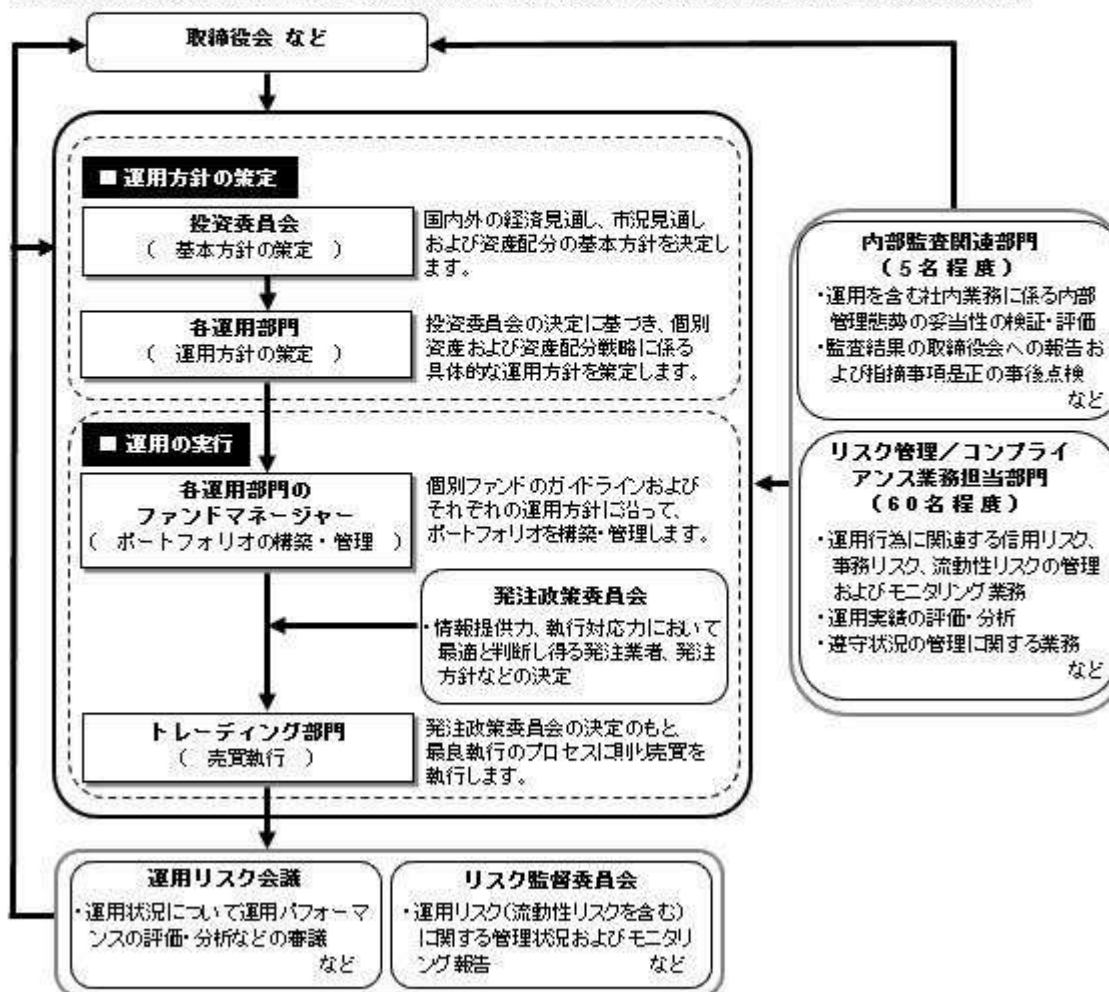 取締役会 など
■ 運用方針の策定
投資委員会
( 基本方針の策定 )
国内外の経済見通し、市況見通し
および資産配分の基本方針を決定し
ます。
各運用部門
( 運用方針の策定 )
投資委員会の決定に基づき、個別
資産および資産配分戦略に係る
具体的な運用方針を策定します。
■ 運用の実行
各運用部門の
ファンドマネージャー
( ポートフォリオの構築・管理 )
個別ファンドのガイドラインおよび
それぞれの運用方針に沿って、
ポートフォリオを構築・管理します。
発注政策委員会
・情報提供力、執行対応力において
最適と判断し得る発注業者、発注
方針などの決定
トレーディング部門
( 売買執行 )
発注政策委員会の決定のもと、
最良執行のプロセスに則り売買を
執行します。
内部監査関連部門
(5名程度)
・運用を含む社内業務に係る内部
管理態勢の妥当性の検証・評価
・監査結果の取締役会への報告お
よび指摘事項是正の事後点検
など
リスク管理/コンプライ
アンス業務担当部門
(60名程度)
・運用行為に関連する信用リスク、
事務リスク、流動性リスクの管理
およびモニタリング業務
・運用実績の評価・分析
・遵守状況の管理に関する業務
など
運用リスク会議
・運用状況について運用パフォーマ
ンスの評価・分析などの審議
など
リスク監督委員会
・運用リスク(流動性リスクを含む)
に関する管理状況およびモニタリ
ング報告 など